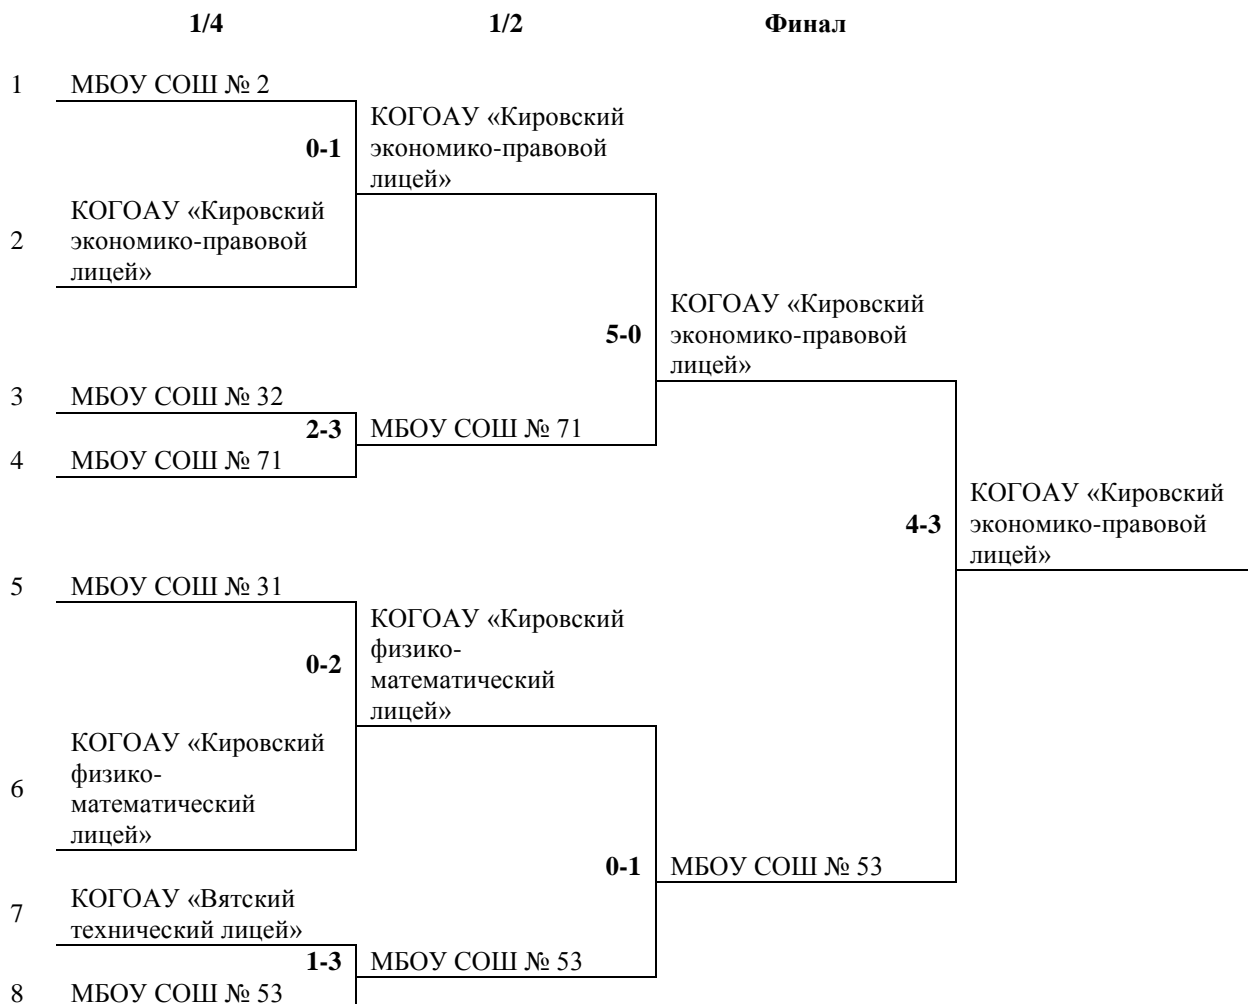 1/4 1/2 Финал
1 МБОУ СОШ № 2
КОГОАУ «Кировский
0-1 экономико-правовой
лицей»
КОГОАУ «Кировский
2 экономико-правовой
лицей»
КОГОАУ «Кировский
5-0 экономико-правовой
лицей»
3 МБОУ СОШ № 32
2-3 МБОУ СОШ № 71
4 МБОУ СОШ № 71
КОГОАУ «Кировский
4-3 экономико-правовой
лицей»
5 МБОУ СОШ № 31
КОГОАУ «Кировский
физико-
0-2
математический
лицей»
КОГОАУ «Кировский
физико-
6
математический
лицей»
0-1 МБОУ СОШ № 53
КОГОАУ «Вятский
7
технический лицей»
1-3 МБОУ СОШ № 53
8 МБОУ СОШ № 53